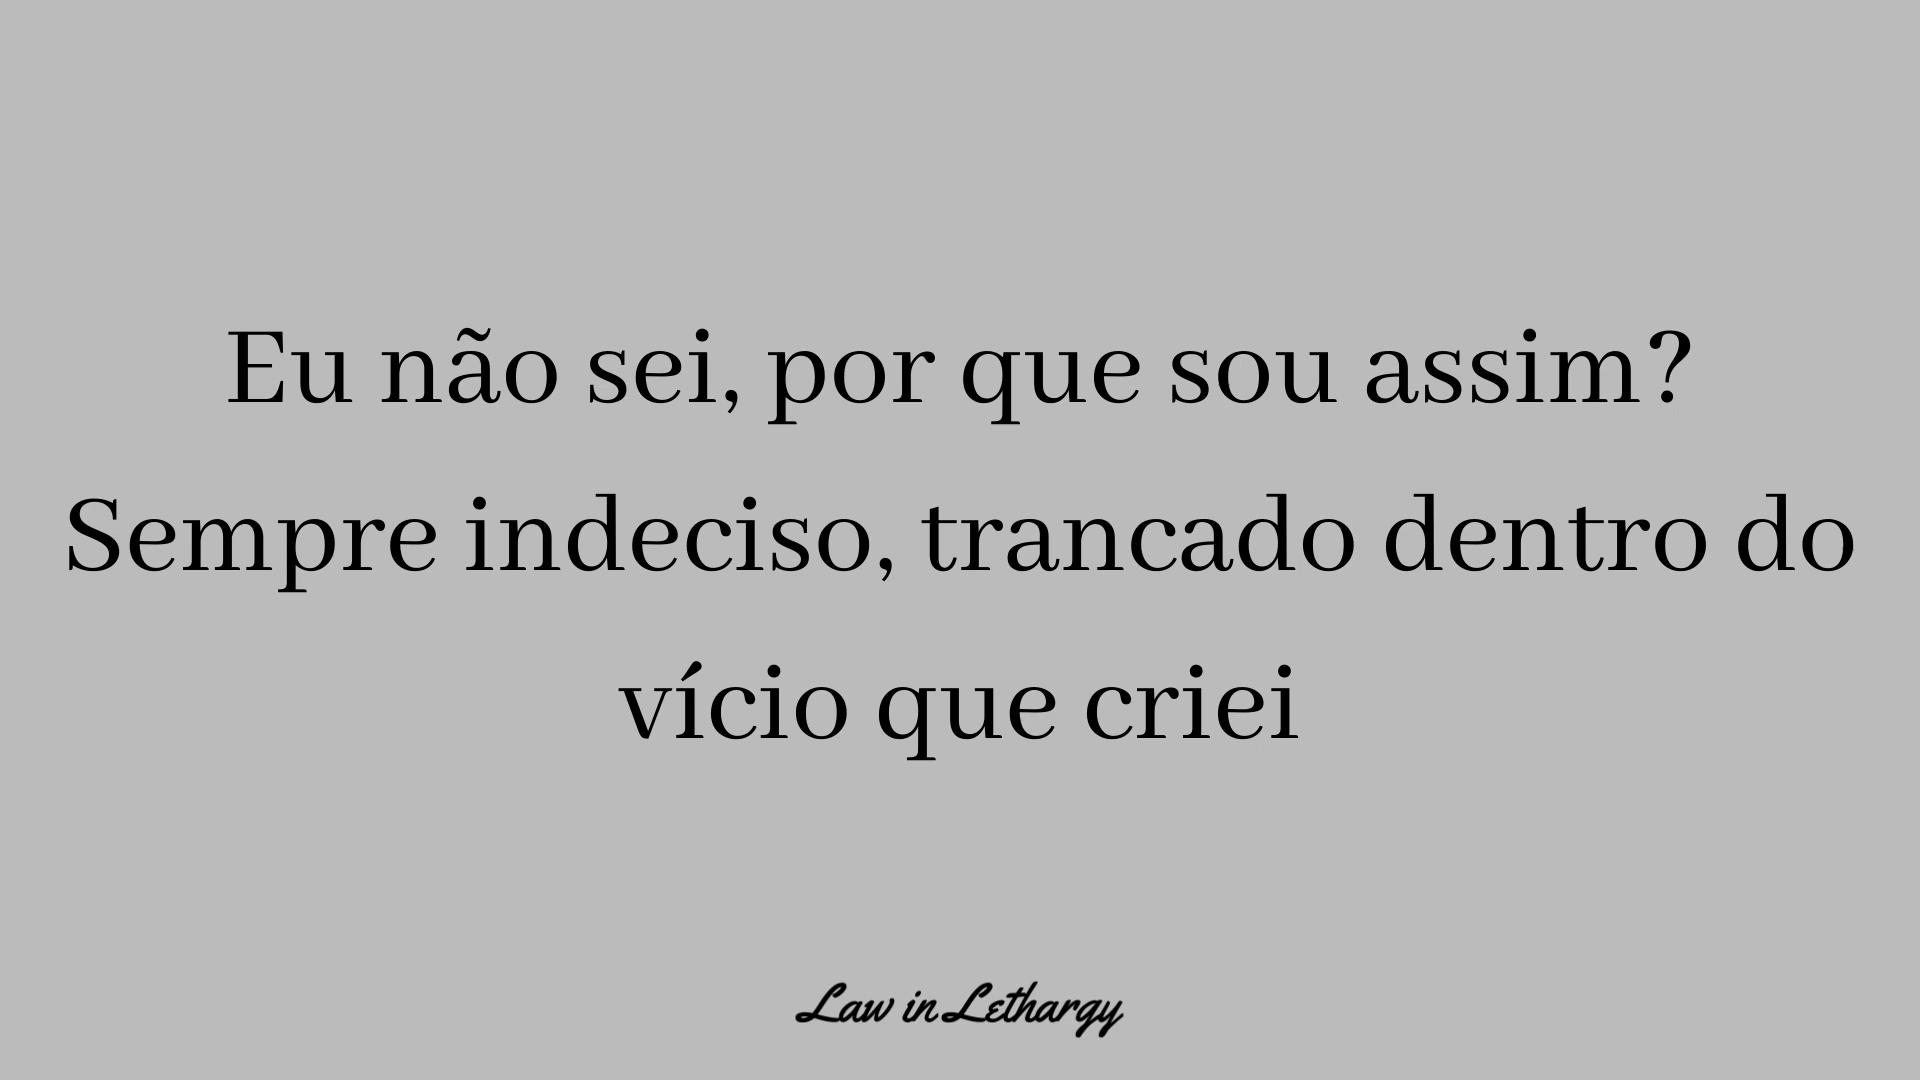 Eu não sei, por que sou assim?
Sempre indeciso, trancado dentro do
vício que criei
Law in Lethargy